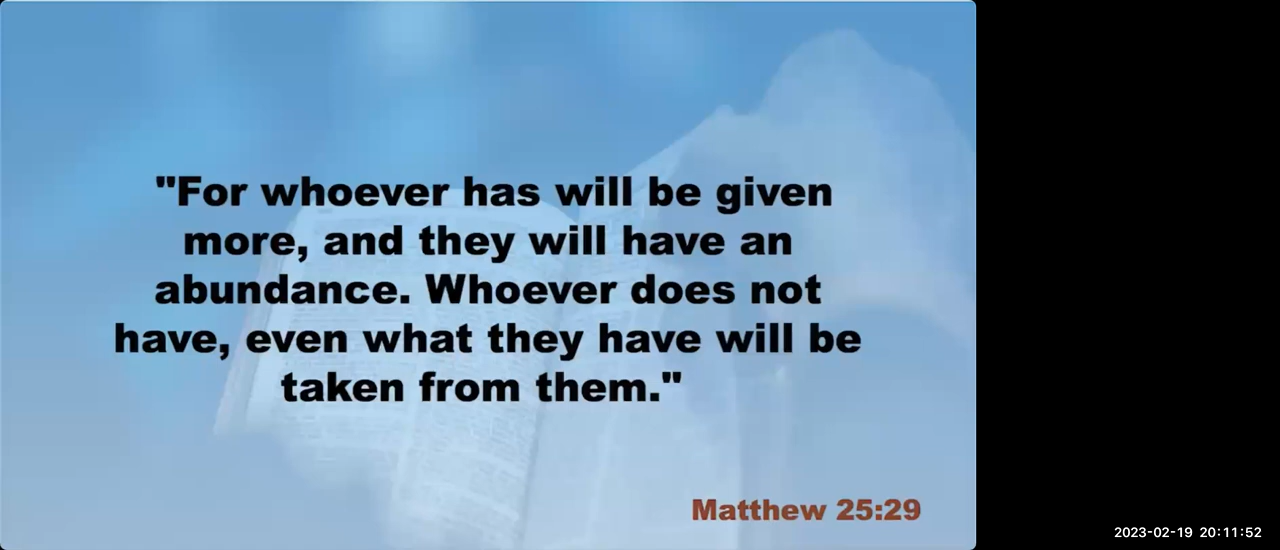 "For whoever has will be given
more, and they will have an
abundance. Whoever does not
have, even what they have will be
taken from them."
Matthew 25:29
2023-02-19 20:11:52